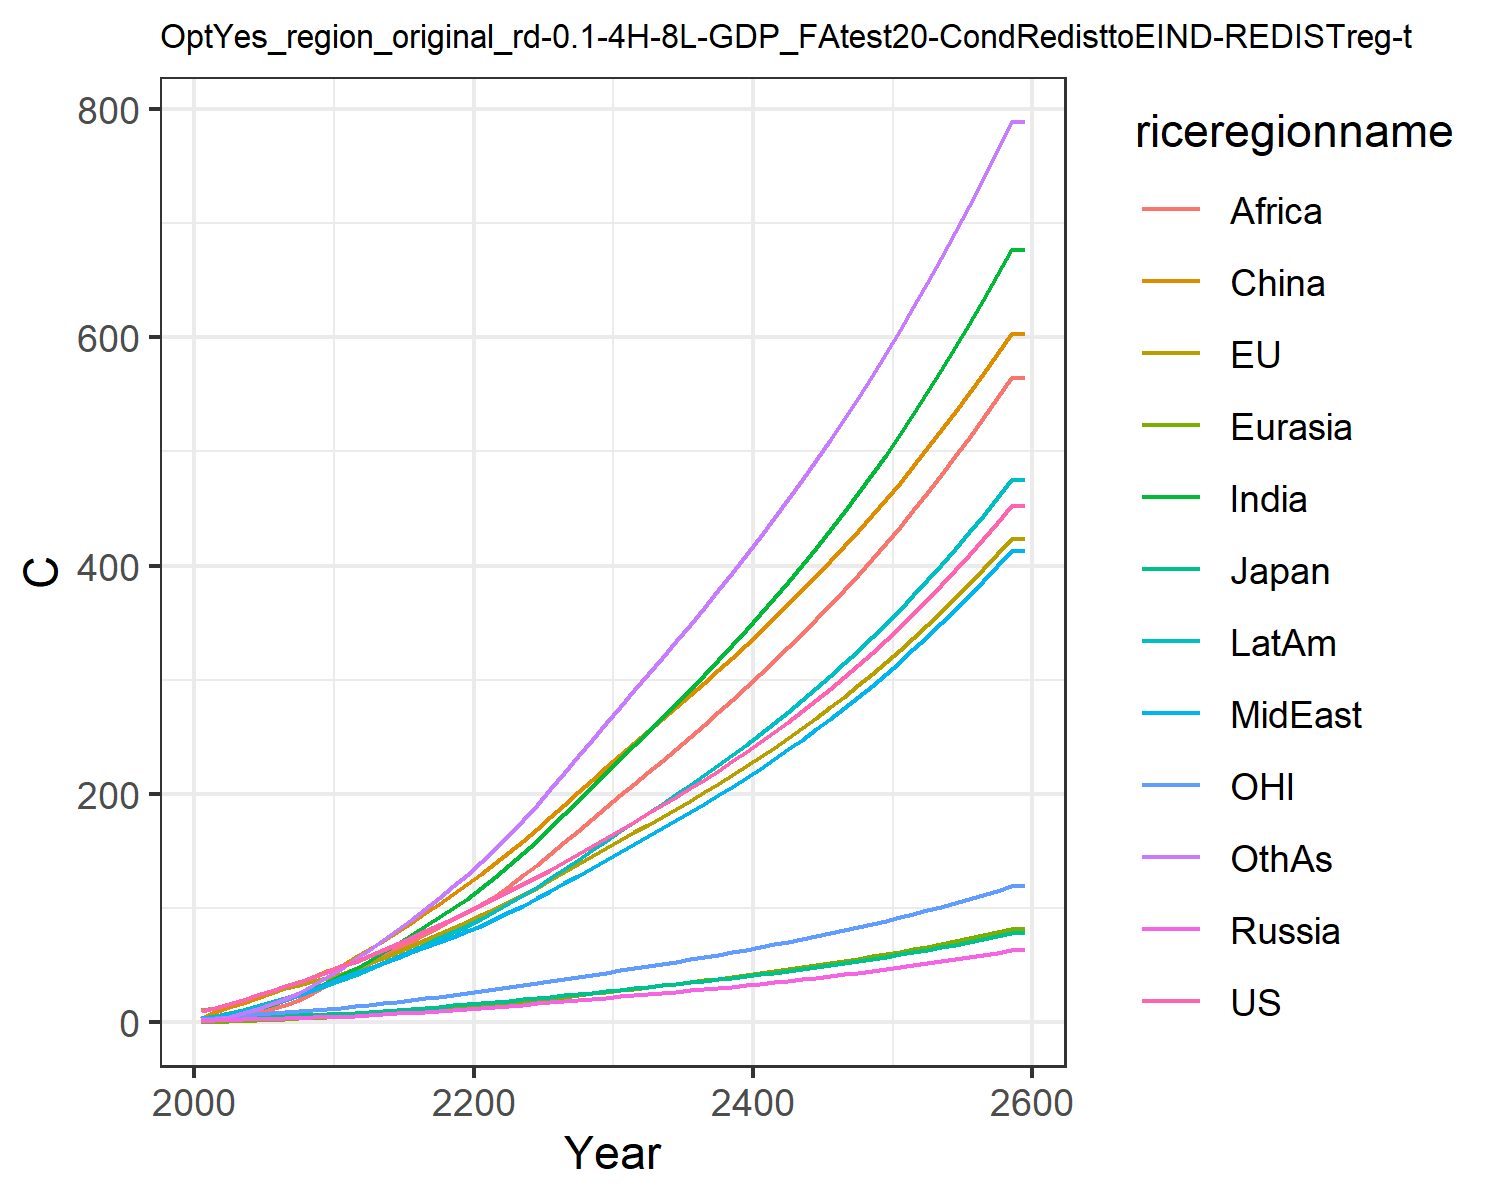 OptYes_region_original_rd-0.1-4H-8L-GDP_FAtest20-CondRedisttoEIND-REDISTreg-t
800
600
400
200
0
C
2000 2200 2400 2600
Year
riceregionname
Africa
China
EU
Eurasia
India
Japan
LatAm
MidEast
OHI
OthAs
Russia
US